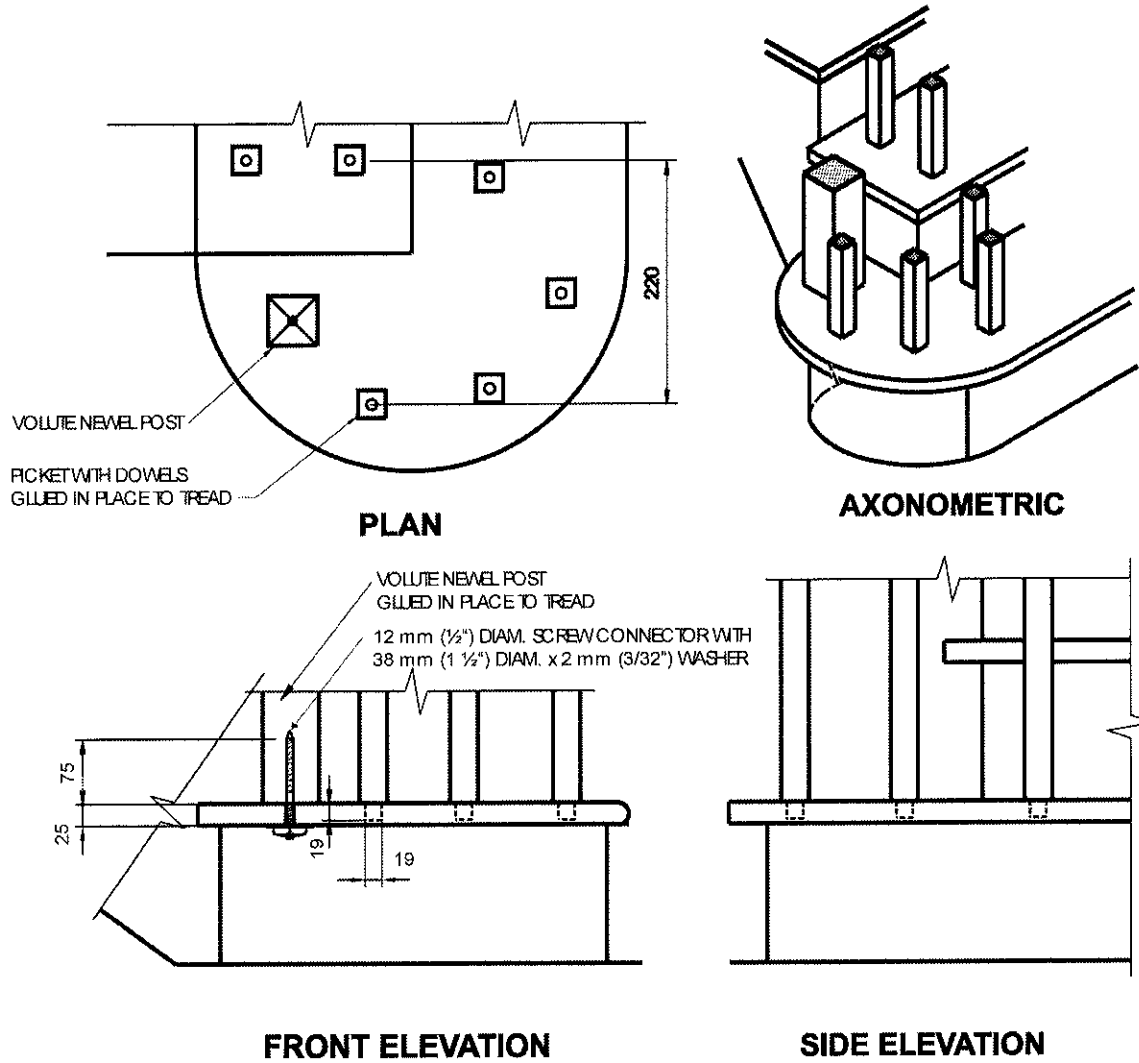 220
VOLUTE NEWEL POST
PICKET WITH DOWELS
GLUED IN PLACE TO TREAD
PLAN
AXONOMETRIC
VOLUTE NEWEL POST
GLUED IN PLACE TO TREAD
12 mm (½") DIAM. SCREW CONNECTOR WITH
38 mm (1 ½") DIAM. x 2 mm (3/32") WASHER
75
25
19
19
FRONT ELEVATION
SIDE ELEVATION